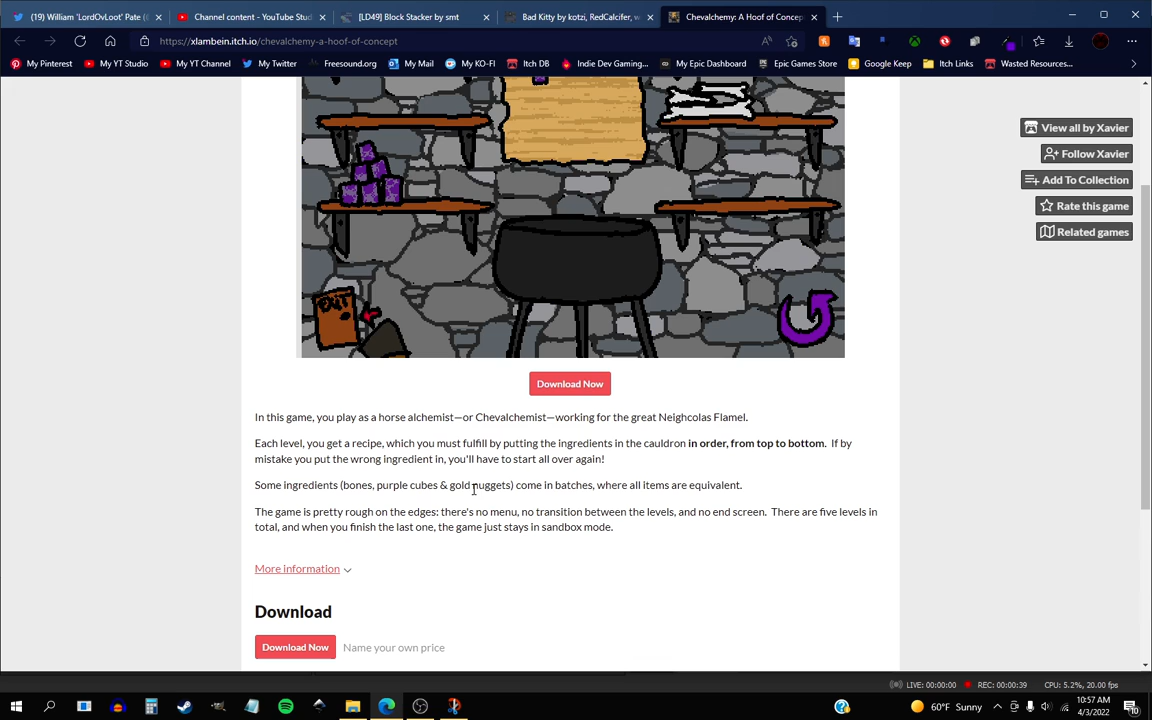 (19) William 'LordOvLoot' Pate ((
Channel content - YouTube Stud
[LD49] Block Stacker by smt
Bad Kitty by kotzi, RedCalcifer, w
Chevalchemy: A Hoof of Concep
https://xlambein.itch.io/chevalchemy-a-hoof-of-concept
My Pinterest
My YT Studio
My YT Channel
My Twitter
Freesound.org
My Mail
My KO-FI
Itch DB
Indie Dev Gaming...
My Epic Dashboard
Epic Games Store
Google Keep
Itch Links
Wasted Resources...
View all by Xavier
Follow Xavier
Add To Collection
Rate this game
Related games
EXIT
Download Now
In this game, you play as a horse alchemist—or Chevalchemist—working for the great Neighcolas Flamel.
Each level, you get a recipe, which you must fulfill by putting the ingredients in the cauldron in order, from top to bottom. If by
mistake you put the wrong ingredient in, you'll have to start all over again!
Some ingredients (bones, purple cubes & gold nuggets) come in batches, where all items are equivalent.
The game is pretty rough on the edges: there's no menu, no transition between the levels, and no end screen. There are five levels in
total, and when you finish the last one, the game just stays in sandbox mode.
More information
Download
Download Now
Name your own price
LIVE: 00:00:00
REC: 00:00:39
CPU: 5.2%, 20.00 fps
60°F Sunny
10:57 AM
4/3/2022
10